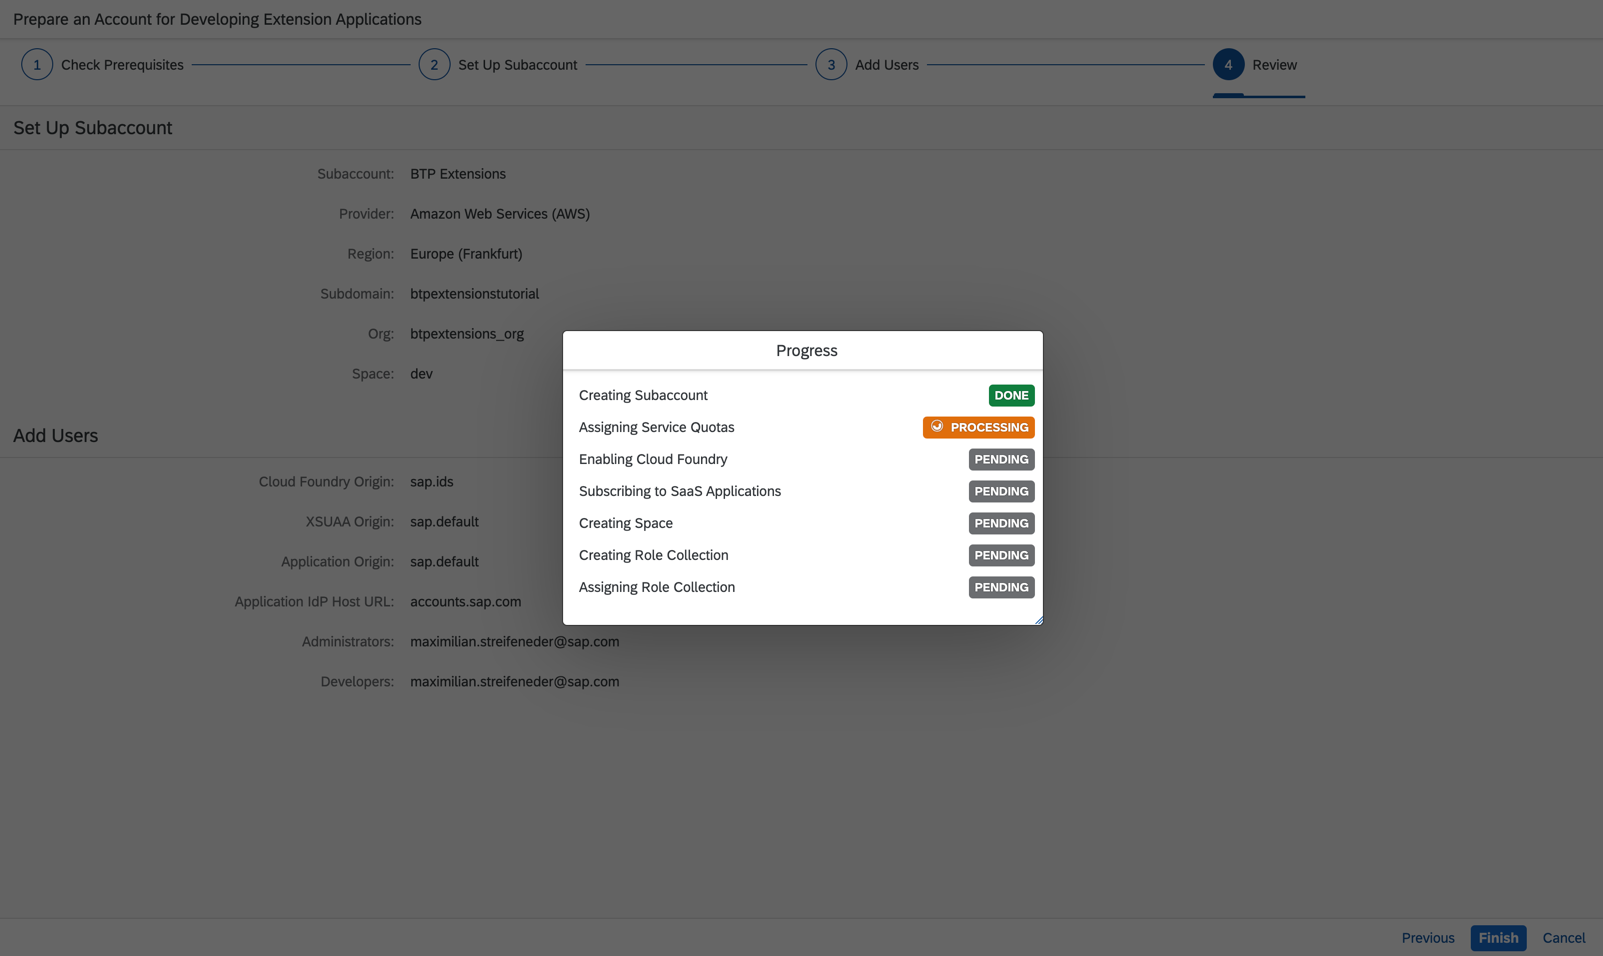 Prepare an Account for Developing Extension Applications
1 Check Prerequisites 2 Set Up Subaccount 3 Add Users 4 Review
Set Up Subaccount
Subaccount: BTP Extensions
Provider: Amazon Web Services (AWS)
Region: Europe (Frankfurt)
Subdomain: btpextensionstutorial
Org: btpextensions_org
Space: dev
Add Users
Cloud Foundry Origin: sap.ids
XSUAA Origin: sap.default
Application Origin: sap.default
Application IdP Host URL: accounts.sap.com
Administrators: maximilian.streifeneder@sap.com
Developers: maximilian.streifeneder@sap.com
Progress
Creating Subaccount DONE
Assigning Service Quotas PROCESSING
Enabling Cloud Foundry PENDING
Subscribing to SaaS Applications PENDING
Creating Space PENDING
Creating Role Collection PENDING
Assigning Role Collection PENDING
Previous Finish Cancel